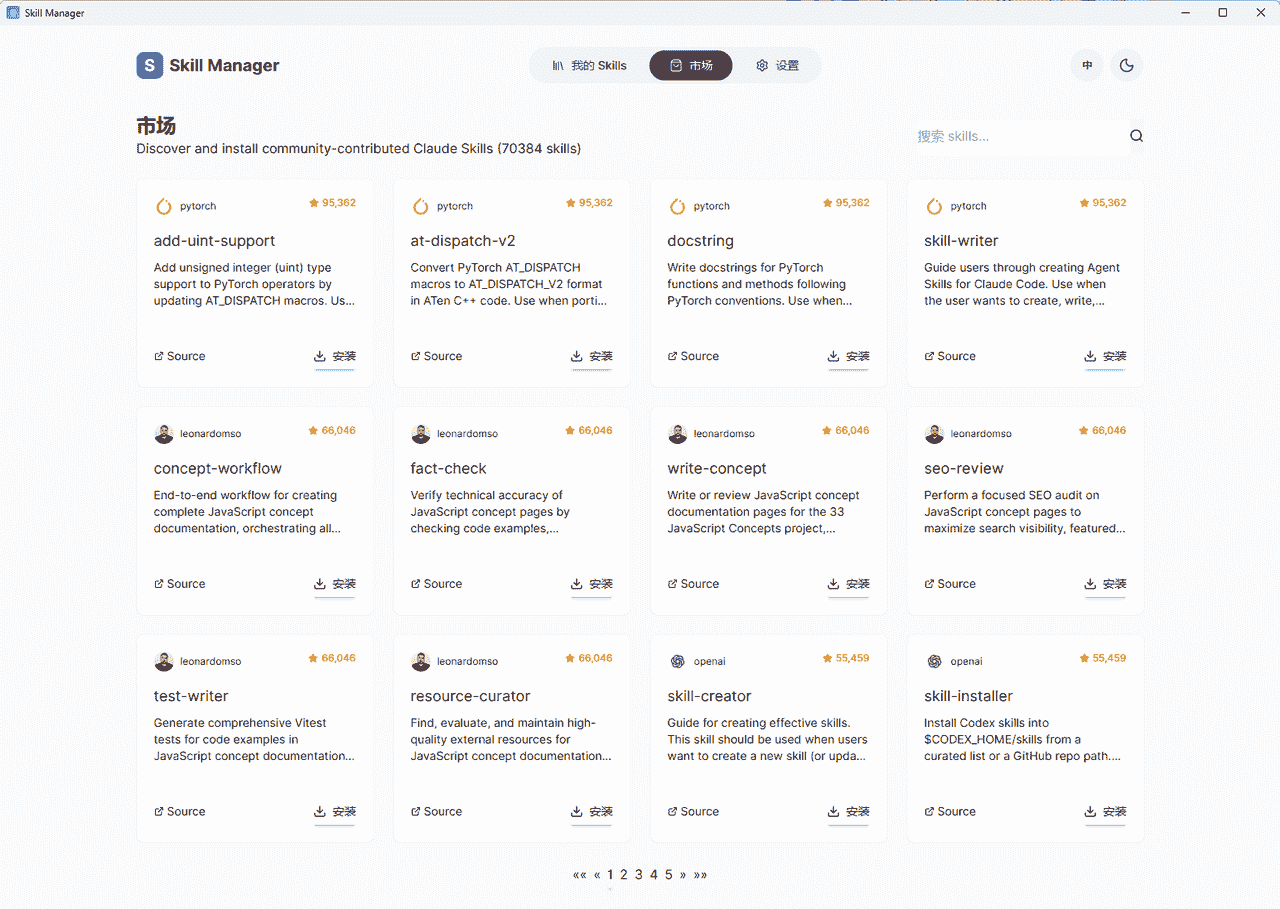 Skill Manager
S Skill Manager
我的 Skills
市场
设置
中
市场
搜索 skills...
Discover and install community-contributed Claude Skills (70384 skills)
pytorch
95,362
add-uint-support
Add unsigned integer (uint) type
support to PyTorch operators by
updating AT_DISPATCH macros. Us...
Source
安装
pytorch
95,362
at-dispatch-v2
Convert PyTorch AT_DISPATCH
macros to AT_DISPATCH_V2 format
in ATen C++ code. Use when porti...
Source
安装
pytorch
95,362
docstring
Write docstrings for PyTorch
functions and methods following
PyTorch conventions. Use when...
Source
安装
pytorch
95,362
skill-writer
Guide users through creating Agent
Skills for Claude Code. Use when
the user wants to create, write,...
Source
安装
leonardomso
66,046
concept-workflow
End-to-end workflow for creating
complete JavaScript concept
documentation, orchestrating all...
Source
安装
leonardomso
66,046
fact-check
Verify technical accuracy of
JavaScript concept pages by
checking code examples,...
Source
安装
leonardomso
66,046
write-concept
Write or review JavaScript concept
documentation pages for the 33
JavaScript Concepts project,...
Source
安装
leonardomso
66,046
seo-review
Perform a focused SEO audit on
JavaScript concept pages to
maximize search visibility, featured...
Source
安装
leonardomso
66,046
test-writer
Generate comprehensive Vitest
tests for code examples in
JavaScript concept documentation...
Source
安装
leonardomso
66,046
resource-curator
Find, evaluate, and maintain high-
quality external resources for
JavaScript concept documentation...
Source
安装
openai
55,459
skill-creator
Guide for creating effective skills.
This skill should be used when users
want to create a new skill (or upda...
Source
安装
openai
55,459
skill-installer
Install Codex skills into
$CODEX_HOME/skills from a
curated list or a GitHub repo path....
Source
安装
«« « 1 2 3 4 5 » »»